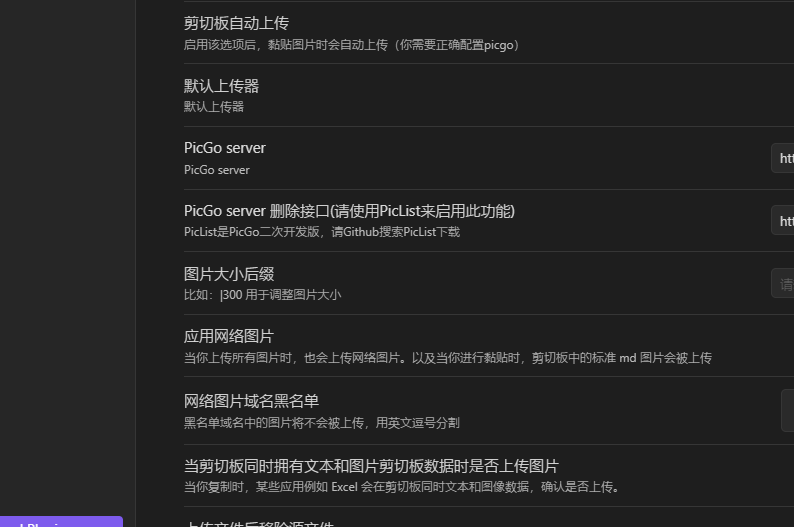 剪切板自动上传
启用该选项后，黏贴图片时会自动上传（你需要正确配置picgo）
默认上传器
默认上传器
PicGo server
PicGo server
htt
PicGo server 删除接口(请使用PicList来启用此功能)
PicList是PicGo二次开发版，请Github搜索PicList下载
htt
图片大小后缀
比如：|300 用于调整图片大小
请
应用网络图片
当你上传所有图片时，也会上传网络图片。以及当你进行黏贴时，剪切板中的标准 md 图片会被上传
网络图片域名黑名单
黑名单域名中的图片将不会被上传，用英文逗号分割
当剪切板同时拥有文本和图片剪切板数据时是否上传图片
当你复制时，某些应用例如 Excel 会在剪切板同时文本和图像数据，确认是否上传。
上传文件后移除源文件